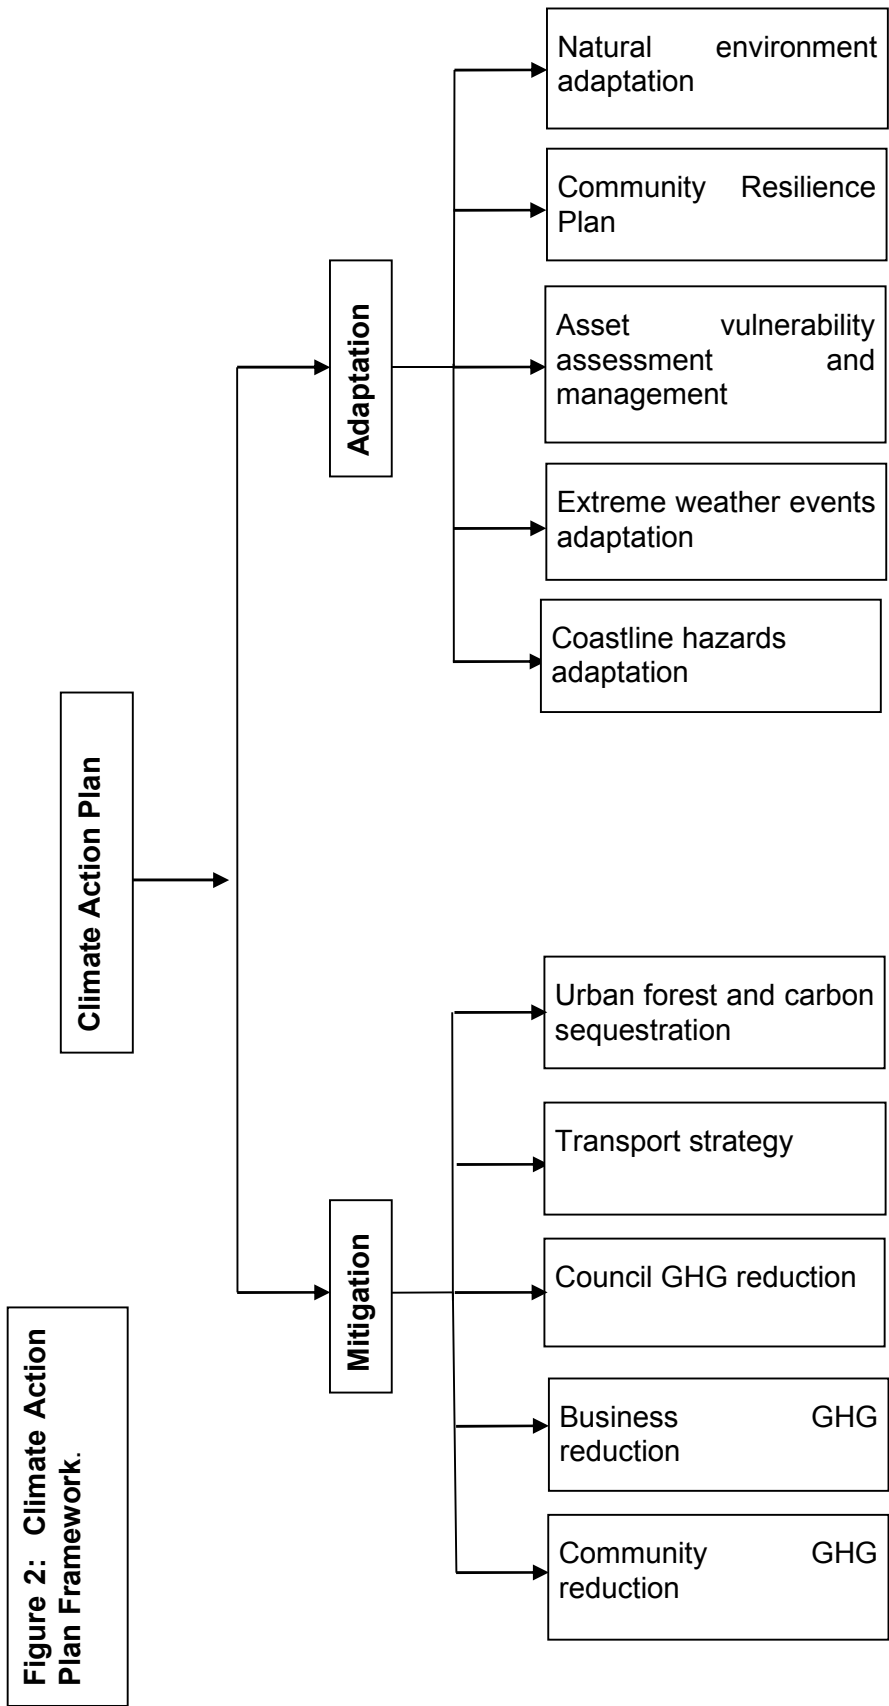 Figure 2: Climate Action
Plan Framework.
Climate Action Plan
Adaptation
Natural environment
adaptation
Community Resilience
Plan
Asset vulnerability
assessment and
management
Extreme weather events
adaptation
Coastline hazards
adaptation
Mitigation
Urban forest and carbon
sequestration
Transport strategy
Council GHG reduction
Business GHG
reduction
Community GHG
reduction